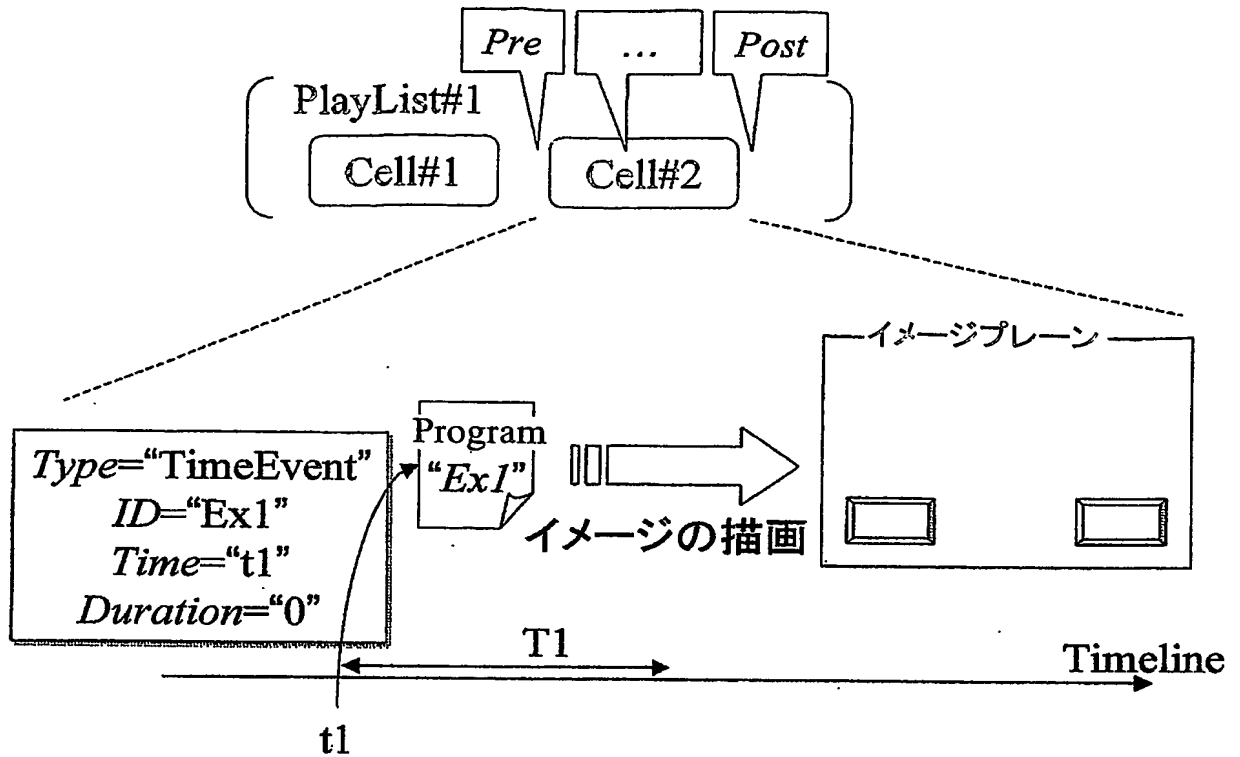 Pre
...
Post
PlayList#1
Cell#1
Cell#2
イメージプレーン
Type=“TimeEvent”
ID=“Ex1”
Time=“t1”
Duration=“0”
Program
“Ex1”
イメージの描画
T1
Timeline
t1